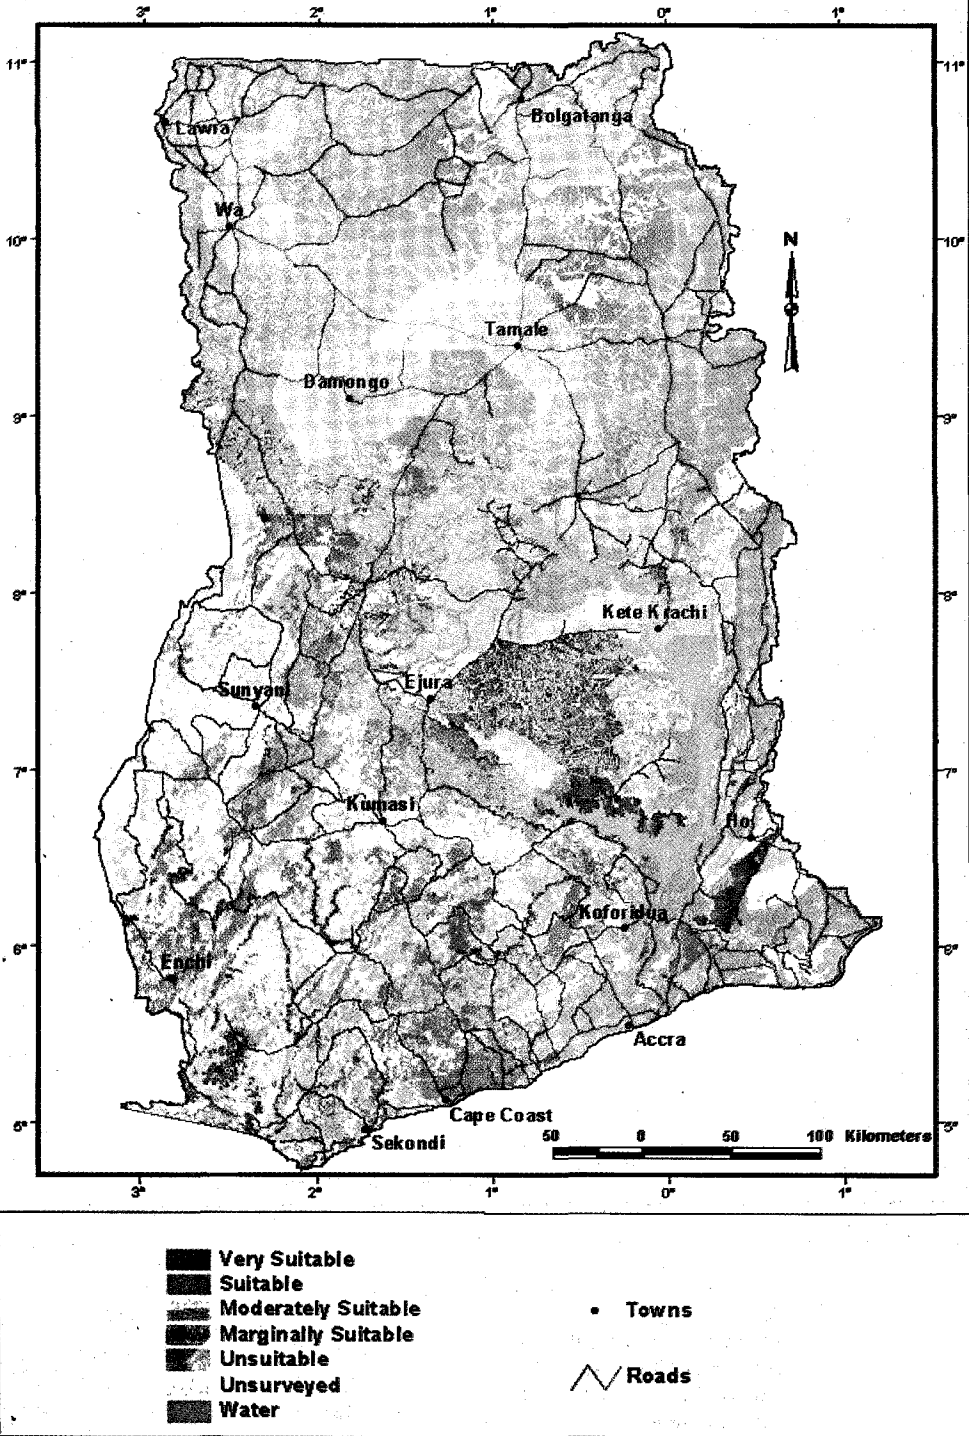 3° 2° 1° 0° 1°
11° 11°
Bolgatanga
Lawra
Wa
10° 10°
N
Tamale
Damongo
9° 9°
8° 8°
Kete Krachi
Ejura
Sunyani
7° 7°
Kumasi
Ho
Koforidua
6° 6°
Enchi
Accra
Cape Coast
5° 5°
Sekondi
50 0 50 100 Kilometers
3° 2° 1° 0° 1°
Very Suitable
Suitable
Moderately Suitable
Towns
Marginally Suitable
Unsuitable
Roads
Unsurveyed
Water